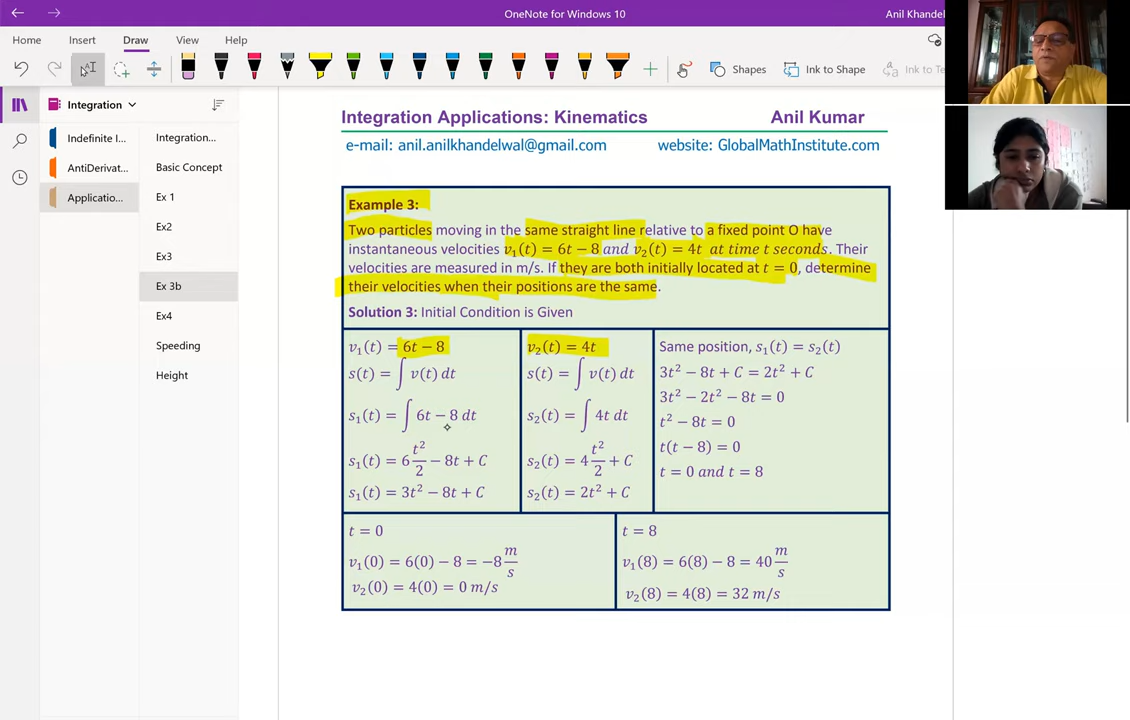 OneNote for Windows 10
Anil Khandel
Home Insert Draw View Help
Shapes
Ink to Shape
Ink to Te
Integration
Indefinite I...
AntiDerivat...
Applicatio...
Integration...
Basic Concept
Ex 1
Ex2
Ex3
Ex 3b
Ex4
Speeding
Height
Integration Applications: Kinematics Anil Kumar
e-mail: anil.anilkhandelwal@gmail.com website: GlobalMathInstitute.com
Example 3:
Two particles moving in the same straight line relative to a fixed point O have
instantaneous velocities v₁(t) = 6t − 8 and v₂(t) = 4t at time t seconds. Their
velocities are measured in m/s. If they are both initially located at t = 0, determine
their velocities when their positions are the same.
Solution 3: Initial Condition is Given
v₁(t) = 6t − 8
s(t) = ∫ v(t) dt
s₁(t) = ∫ 6t − 8 dt
s₁(t) = 6 t²/2 − 8t + C
s₁(t) = 3t² − 8t + C
v₂(t) = 4t
s(t) = ∫ v(t) dt
s₂(t) = ∫ 4t dt
s₂(t) = 4 t²/2 + C
s₂(t) = 2t² + C
Same position, s₁(t) = s₂(t)
3t² − 8t + C = 2t² + C
3t² − 2t² − 8t = 0
t² − 8t = 0
t(t − 8) = 0
t = 0 and t = 8
t = 0
v₁(0) = 6(0) − 8 = −8 m/s
v₂(0) = 4(0) = 0 m/s
t = 8
v₁(8) = 6(8) − 8 = 40 m/s
v₂(8) = 4(8) = 32 m/s